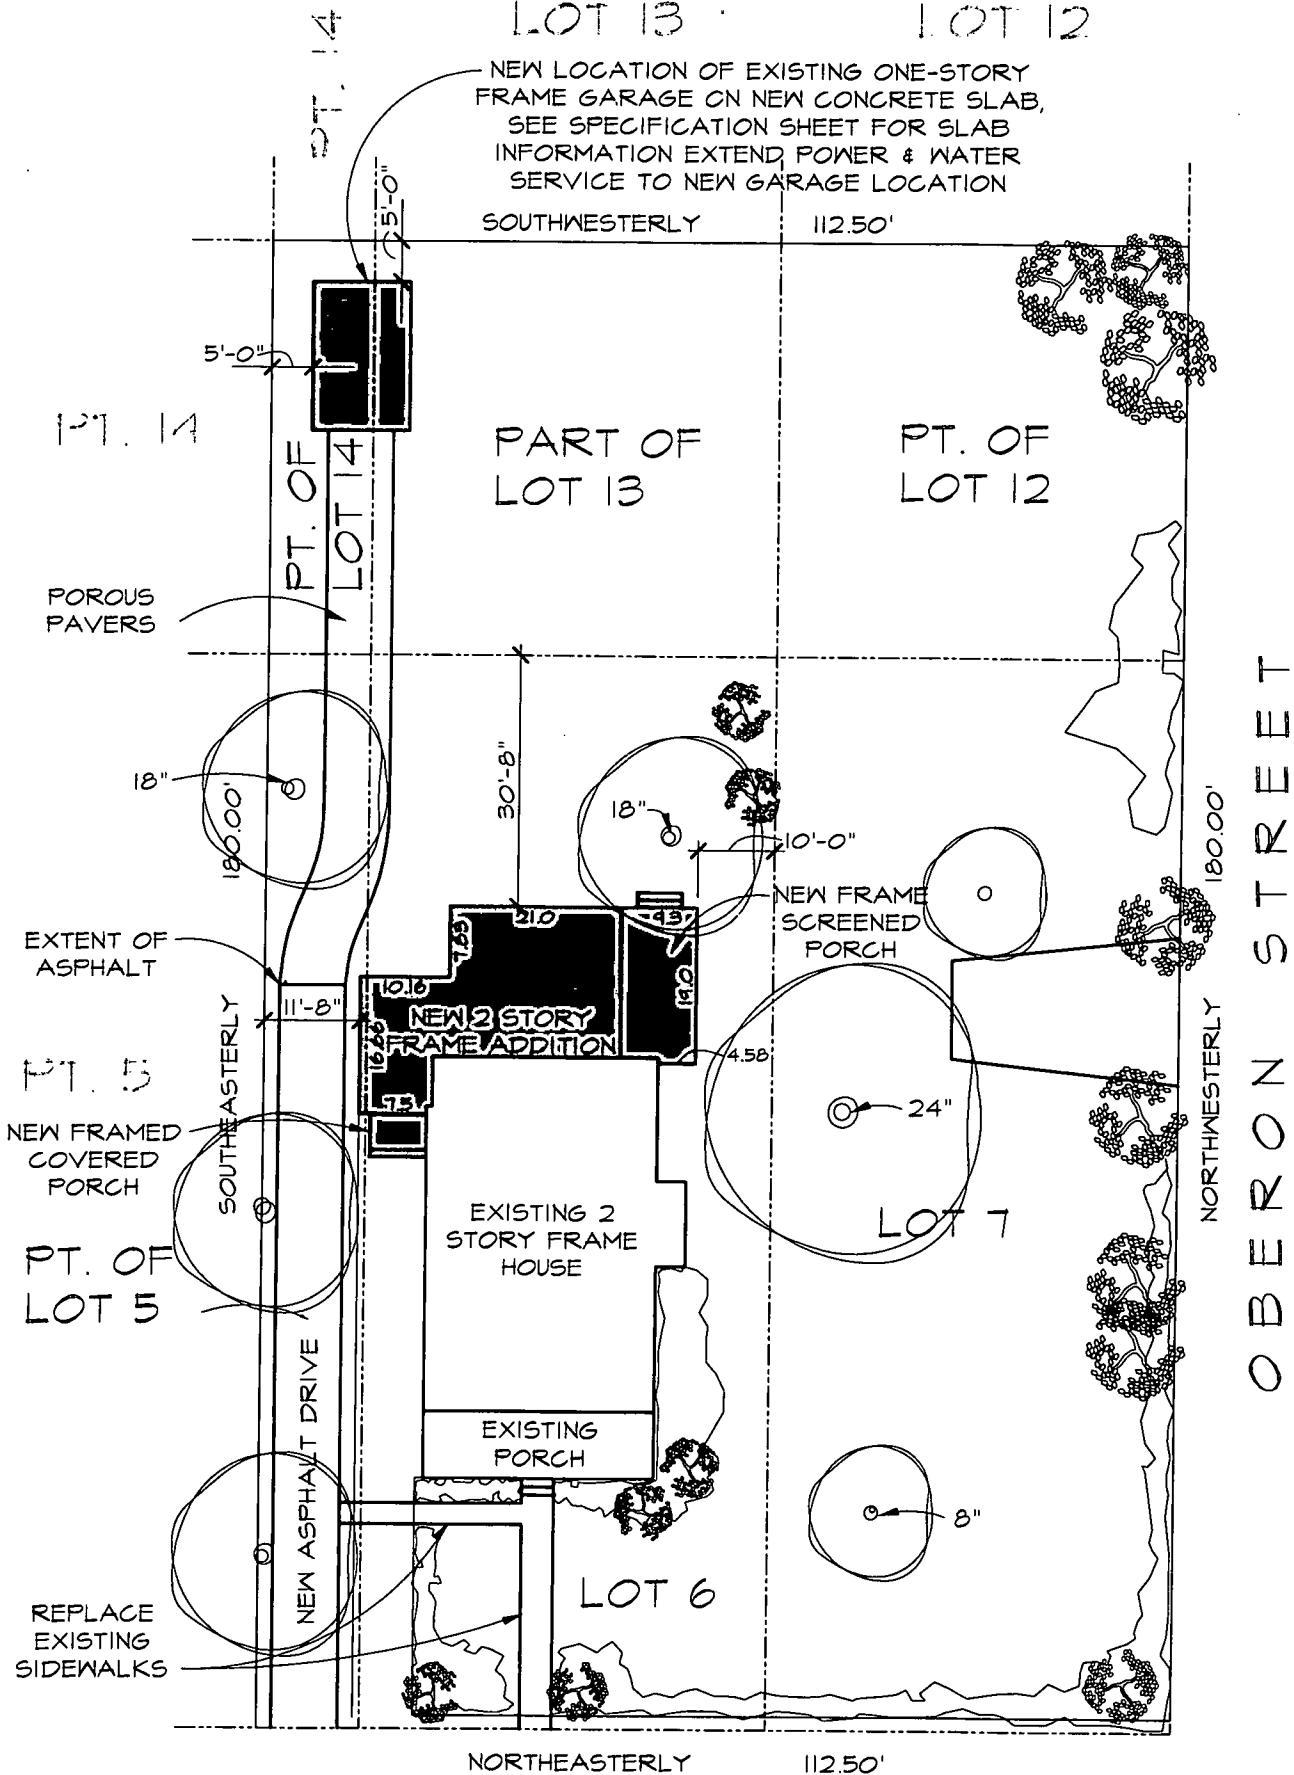 PT. 14
LOT 13
LOT 12
NEW LOCATION OF EXISTING ONE-STORY
FRAME GARAGE ON NEW CONCRETE SLAB,
SEE SPECIFICATION SHEET FOR SLAB
INFORMATION EXTEND POWER & WATER
SERVICE TO NEW GARAGE LOCATION
SOUTHWESTERLY 112.50'
5'-0"
5'-0"
PT. 14
PT. OF
LOT 14
PART OF
LOT 13
PT. OF
LOT 12
POROUS
PAVERS
30'-8"
18"
180.00'
18"
10'-0"
180.00'
OBERON STREET
NEW FRAME
SCREENED
PORCH
EXTENT OF
ASPHALT
21.0
9.3
7.83
19.0
10.16
11'-8"
NEW 2 STORY
FRAME ADDITION
16.66
4.58
7.5
SOUTHEASTERLY
NORTHWESTERLY
PT. 5
24"
NEW FRAMED
COVERED
PORCH
EXISTING 2
STORY FRAME
HOUSE
LOT 7
PT. OF
LOT 5
NEW ASPHALT DRIVE
EXISTING
PORCH
8"
LOT 6
REPLACE
EXISTING
SIDEWALKS
NORTHEASTERLY 112.50'